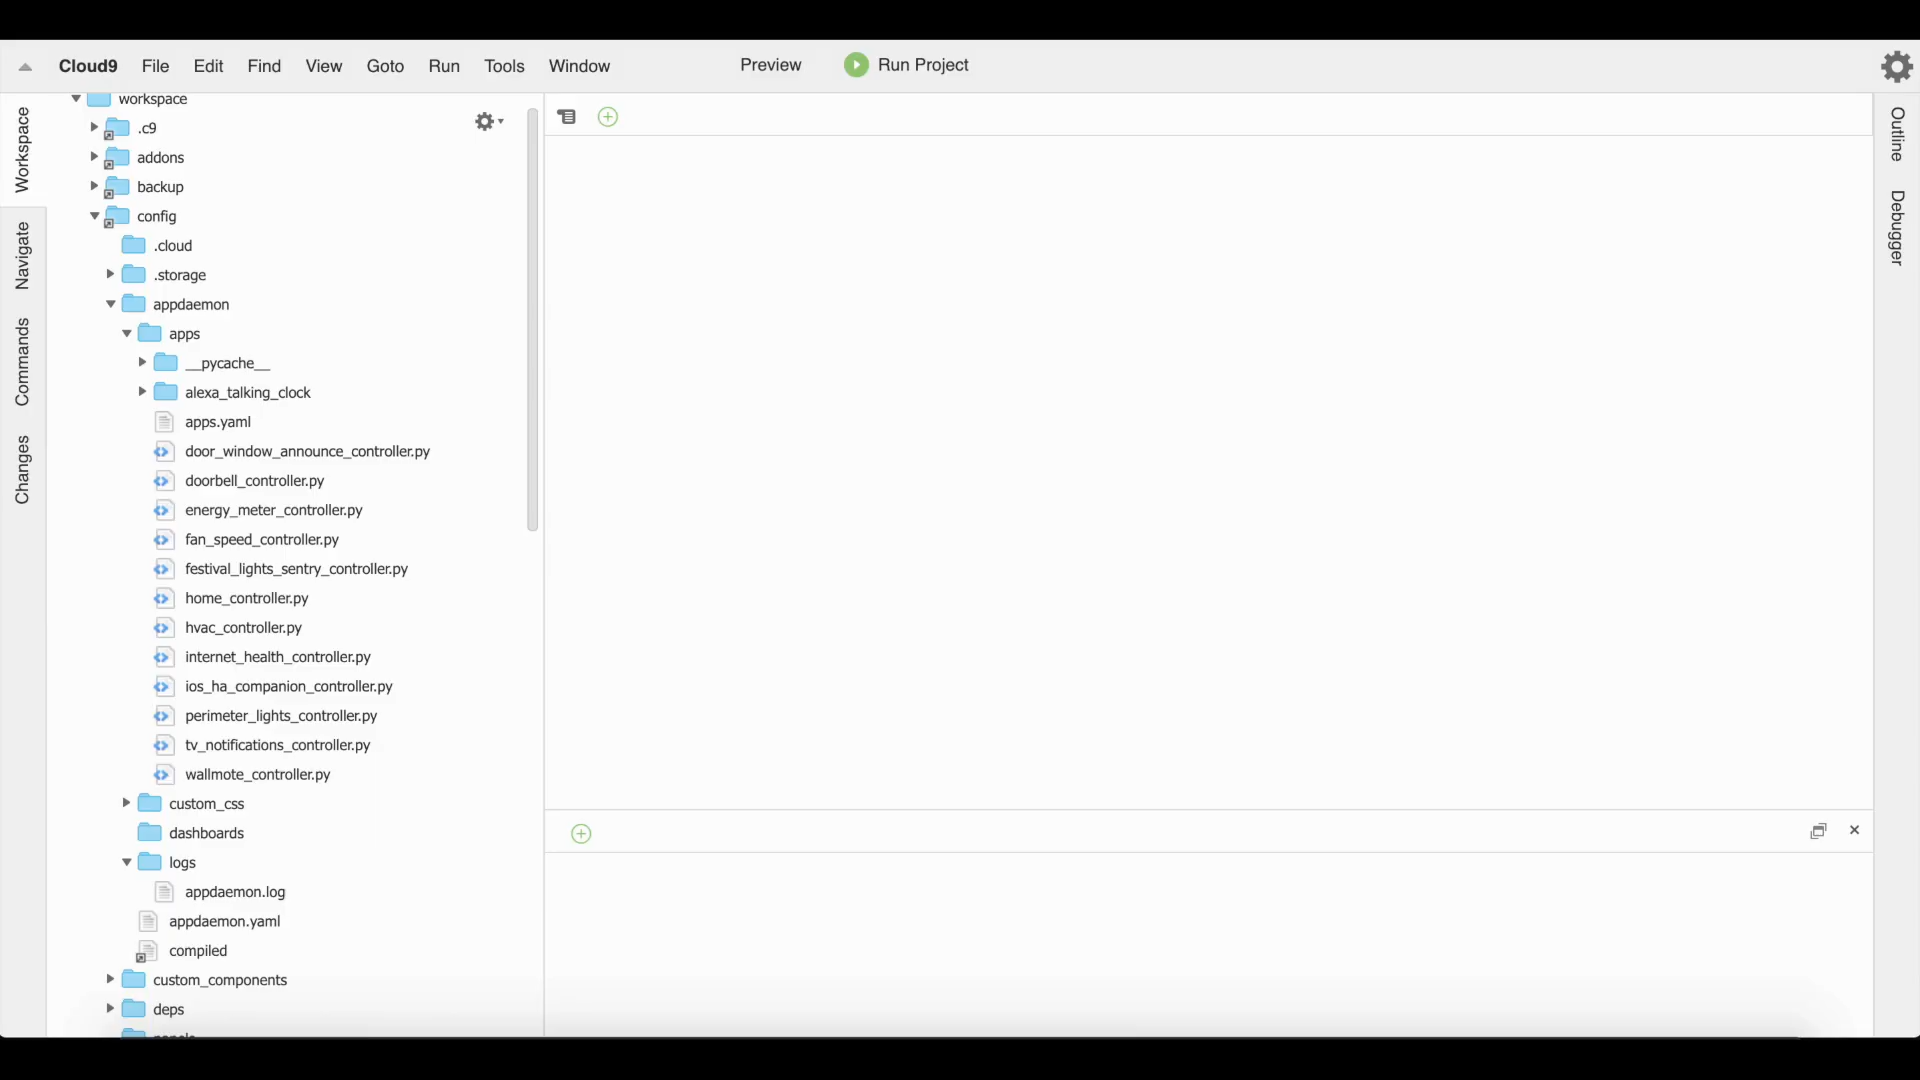 Cloud9 File Edit Find View Goto Run Tools Window Preview Run Project
Workspace
Navigate
Commands
Changes
workspace
.c9
addons
backup
config
.cloud
.storage
appdaemon
apps
__pycache__
alexa_talking_clock
apps.yaml
door_window_announce_controller.py
doorbell_controller.py
energy_meter_controller.py
fan_speed_controller.py
festival_lights_sentry_controller.py
home_controller.py
hvac_controller.py
internet_health_controller.py
ios_ha_companion_controller.py
perimeter_lights_controller.py
tv_notifications_controller.py
wallmote_controller.py
custom_css
dashboards
logs
appdaemon.log
appdaemon.yaml
compiled
custom_components
deps
Outline
Debugger